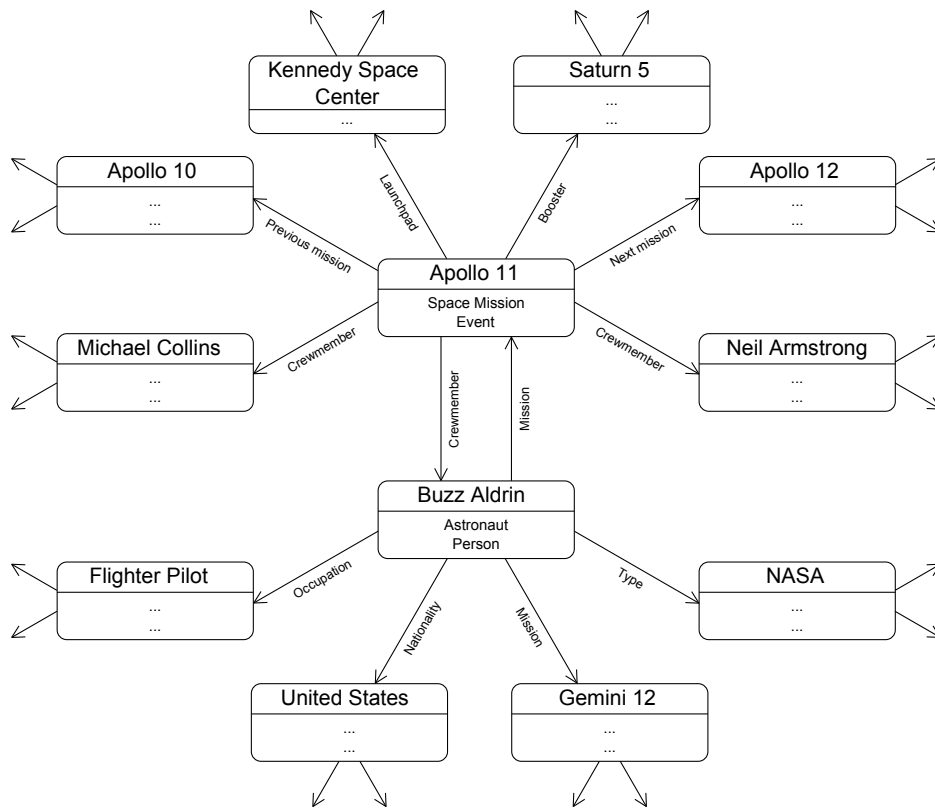 Kennedy Space
Center
...
Saturn 5
...
...
Apollo 10
...
...
Launchpad
Booster
Apollo 12
...
...
Previous mission
Next mission
Apollo 11
Space Mission
Event
Michael Collins
...
...
Crewmember
Crewmember
Neil Armstrong
...
...
Crewmember
Mission
Buzz Aldrin
Astronaut
Person
Flighter Pilot
...
...
Occupation
Nationality
Mission
Type
NASA
...
...
United States
...
...
Gemini 12
...
...